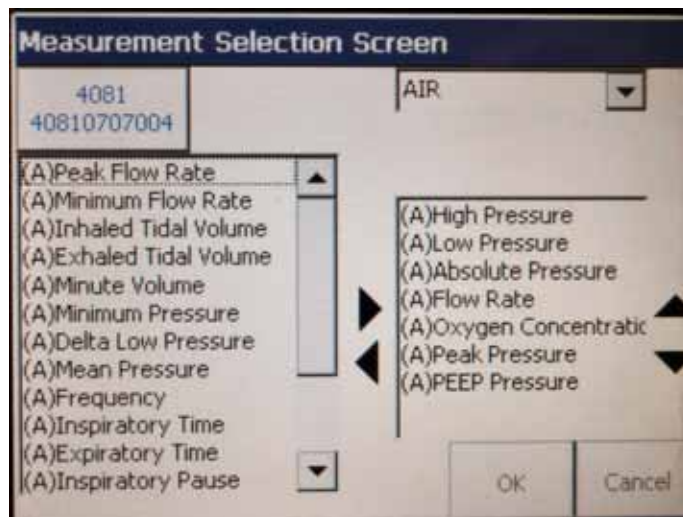 Measurement Selection Screen
4081
40810707004
AIR
(A)Peak Flow Rate
(A)Minimum Flow Rate
(A)Inhaled Tidal Volume
(A)Exhaled Tidal Volume
(A)Minute Volume
(A)Minimum Pressure
(A)Delta Low Pressure
(A)Mean Pressure
(A)Frequency
(A)Inspiratory Time
(A)Expiratory Time
(A)Inspiratory Pause
(A)High Pressure
(A)Low Pressure
(A)Absolute Pressure
(A)Flow Rate
(A)Oxygen Concentratic
(A)Peak Pressure
(A)PEEP Pressure
OK
Cancel